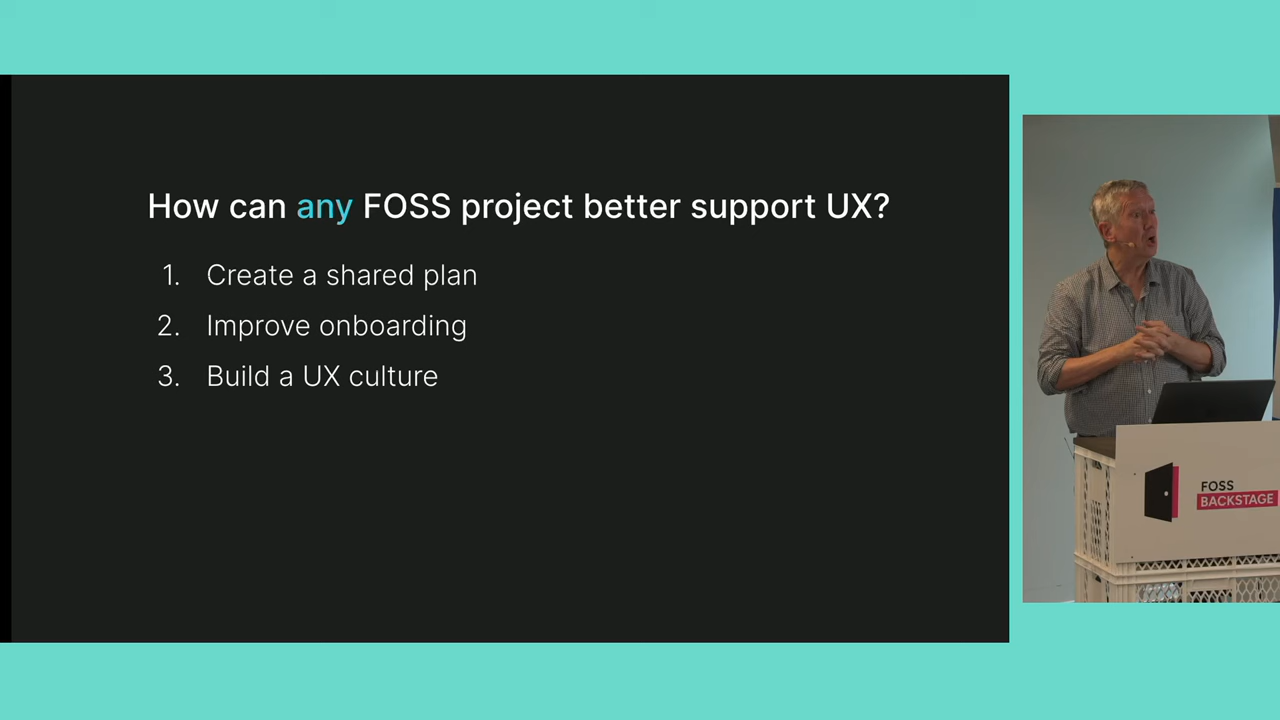 How can any FOSS project better support UX?
1. Create a shared plan
2. Improve onboarding
3. Build a UX culture
FOSS
BACKSTAGE